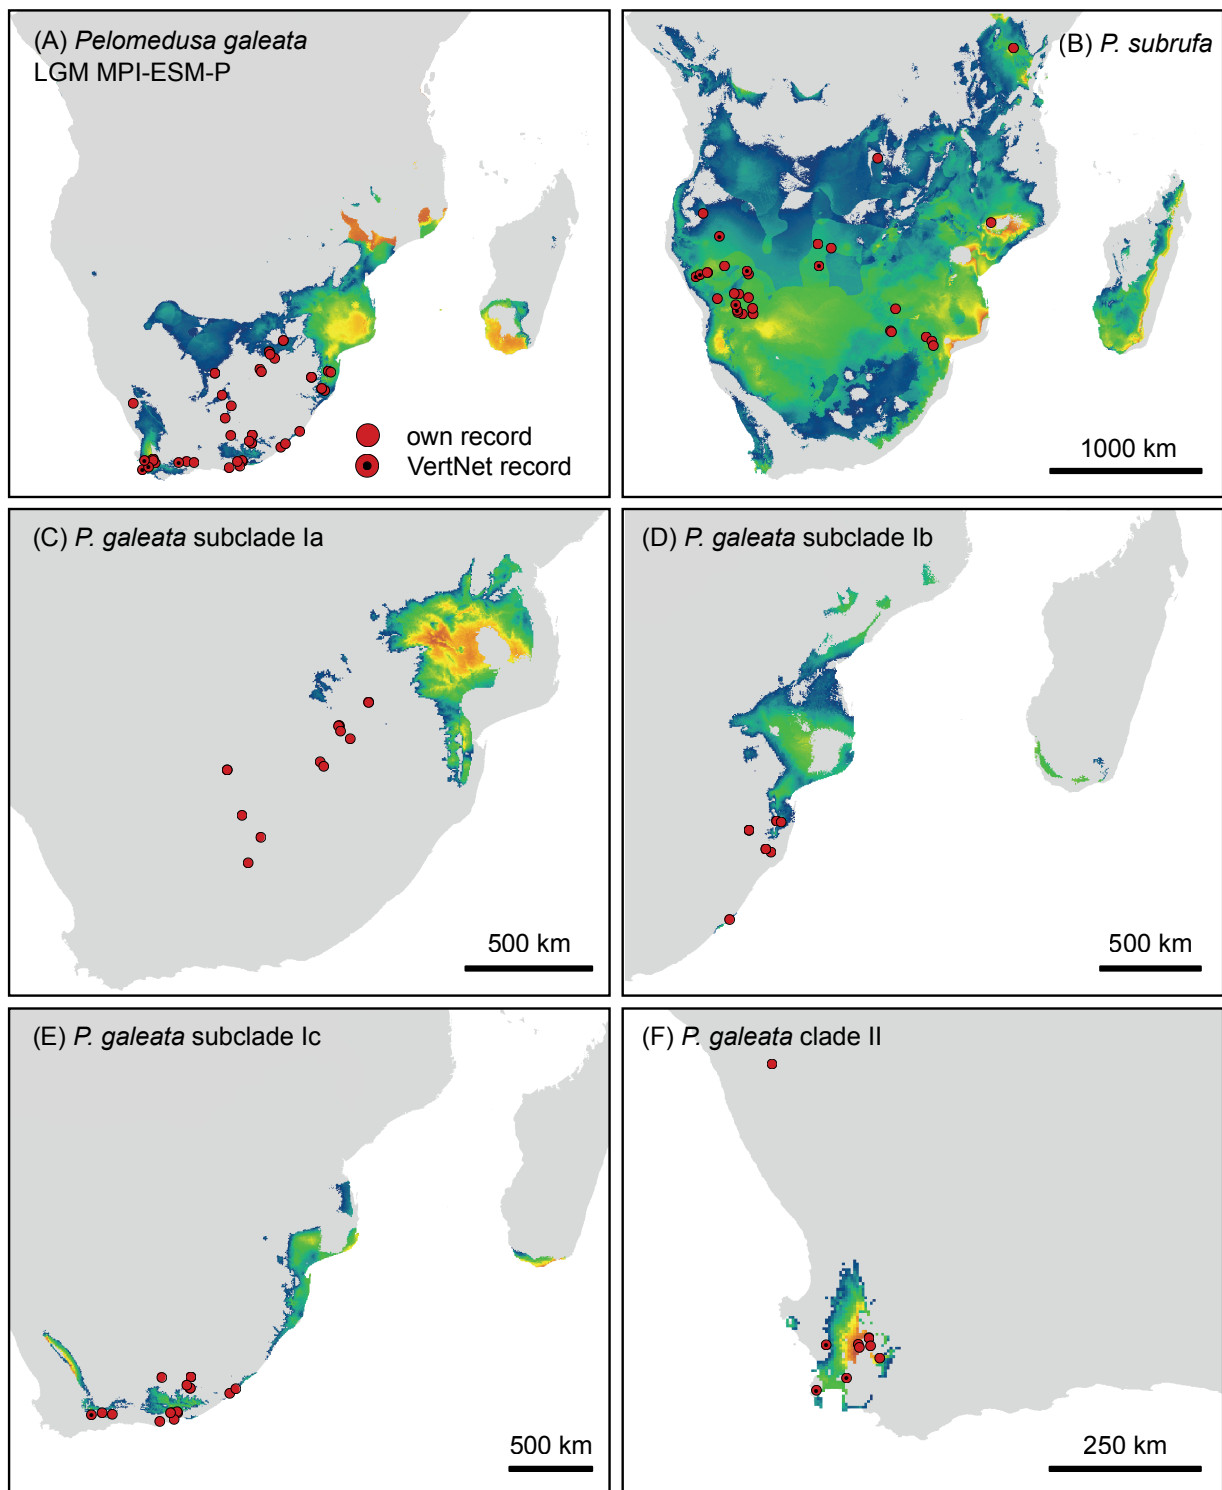 (A) Pelomedusa galeata
LGM MPI-ESM-P
own record
VertNet record
(B) P. subrufa
1000 km
(C) P. galeata subclade Ia
500 km
(D) P. galeata subclade Ib
500 km
(E) P. galeata subclade Ic
500 km
(F) P. galeata clade II
250 km